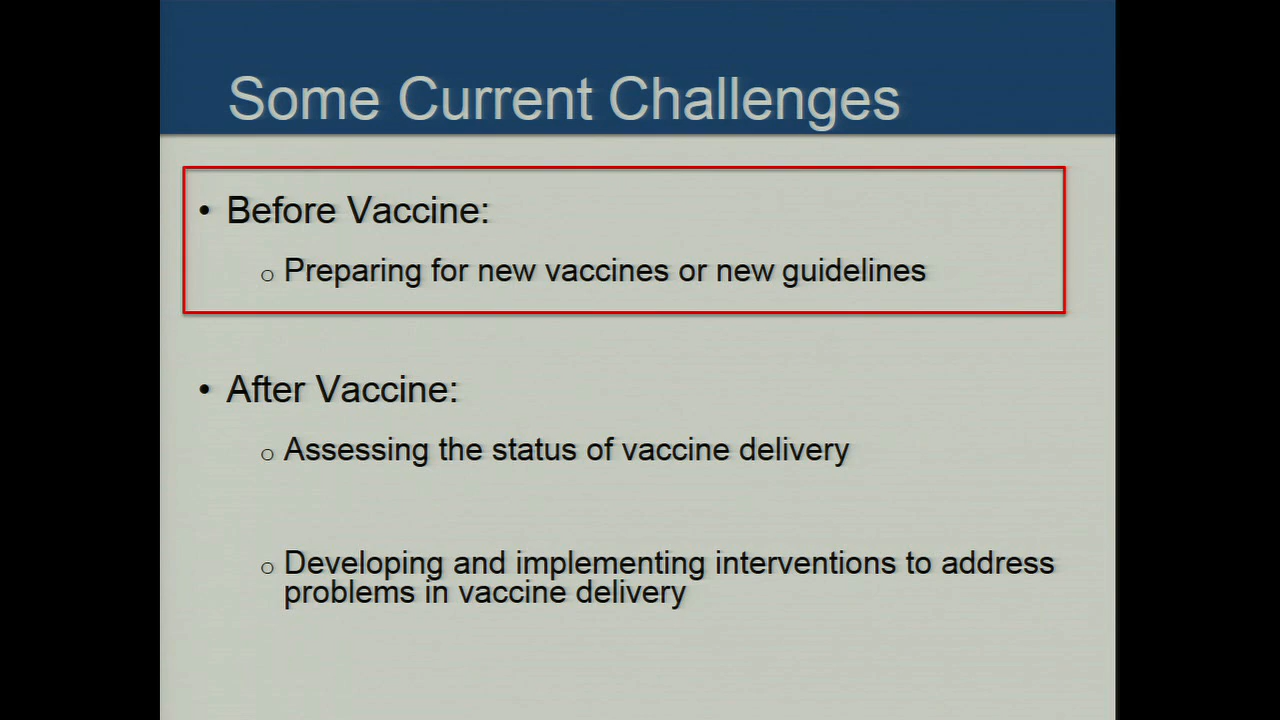 Some Current Challenges
• Before Vaccine:
o Preparing for new vaccines or new guidelines
• After Vaccine:
o Assessing the status of vaccine delivery
o Developing and implementing interventions to address
problems in vaccine delivery